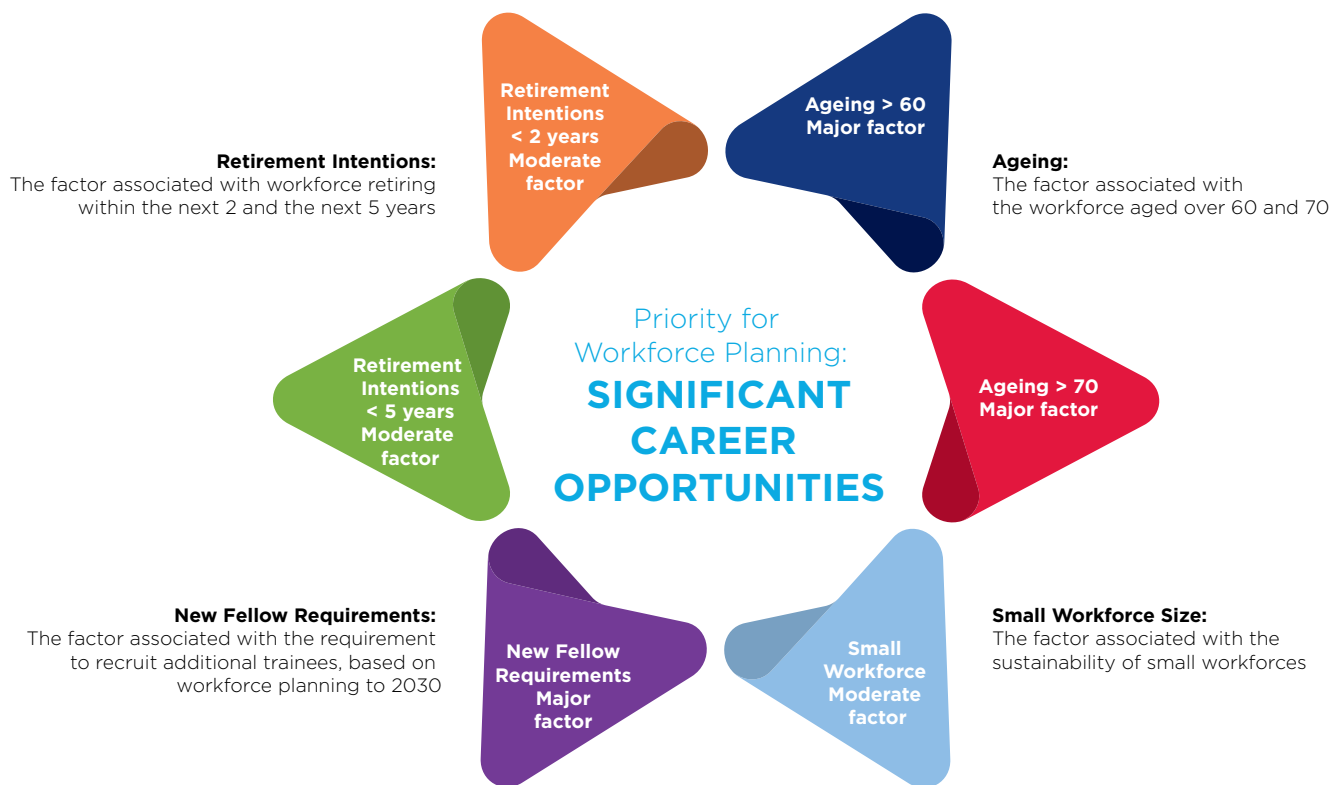 Retirement
Intentions
< 2 years
Moderate
factor
Ageing > 60
Major factor
Retirement Intentions:
The factor associated with workforce retiring
within the next 2 and the next 5 years
Ageing:
The factor associated with
the workforce aged over 60 and 70
Priority for
Workforce Planning:
SIGNIFICANT
CAREER
OPPORTUNITIES
Retirement
Intentions
< 5 years
Moderate
factor
Ageing > 70
Major factor
New Fellow Requirements:
The factor associated with the requirement
to recruit additional trainees, based on
workforce planning to 2030
New Fellow
Requirements
Major
factor
Small
Workforce
Moderate
factor
Small Workforce Size:
The factor associated with the
sustainability of small workforces